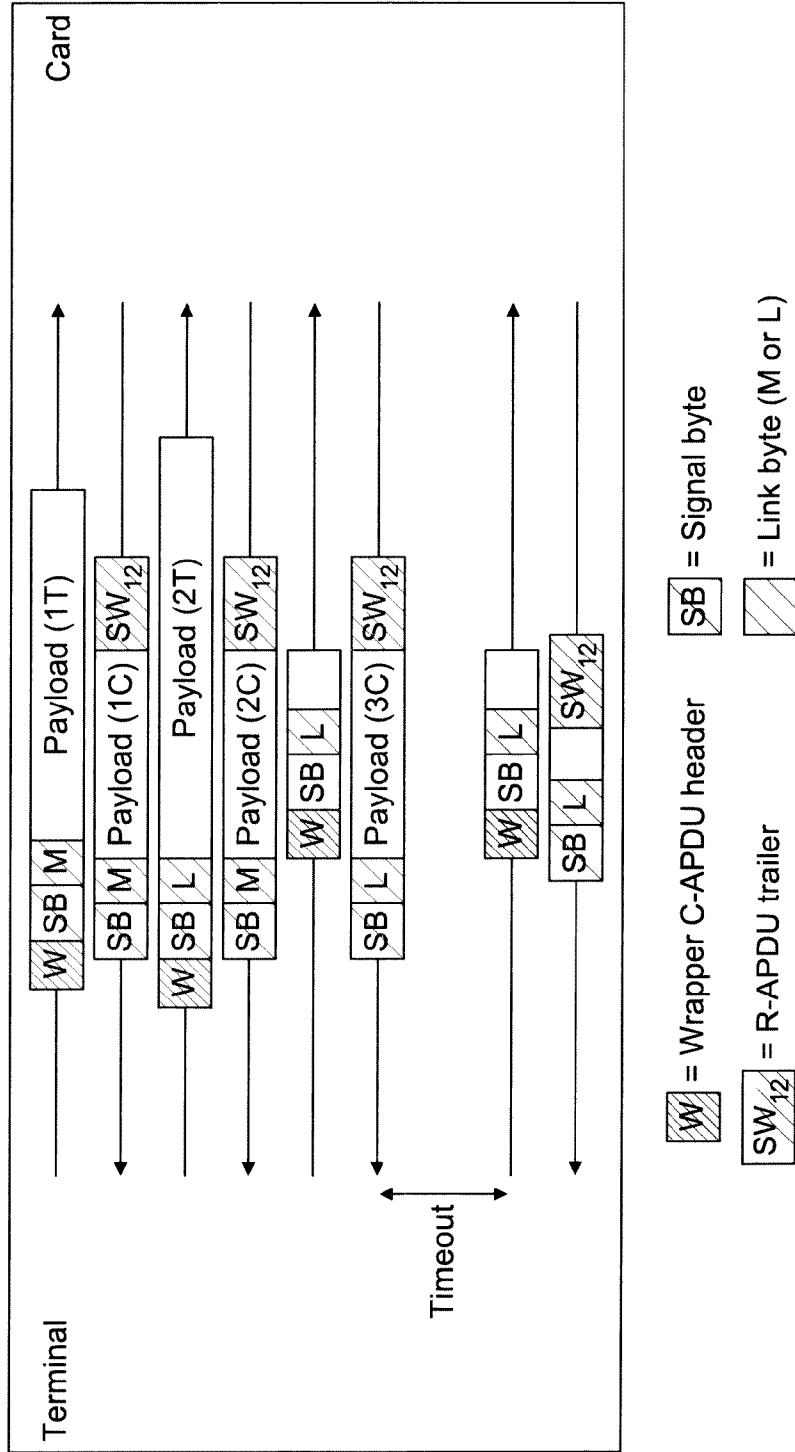 Terminal
Card
W SB M Payload (1T)
SB M Payload (1C) SW12
W SB L Payload (2T)
SB M Payload (2C) SW12
W SB L
SB L Payload (3C) SW12
Timeout
W SB L
SB L SW12
W = Wrapper C-APDU header
SB = Signal byte
SW12 = R-APDU trailer
= Link byte (M or L)